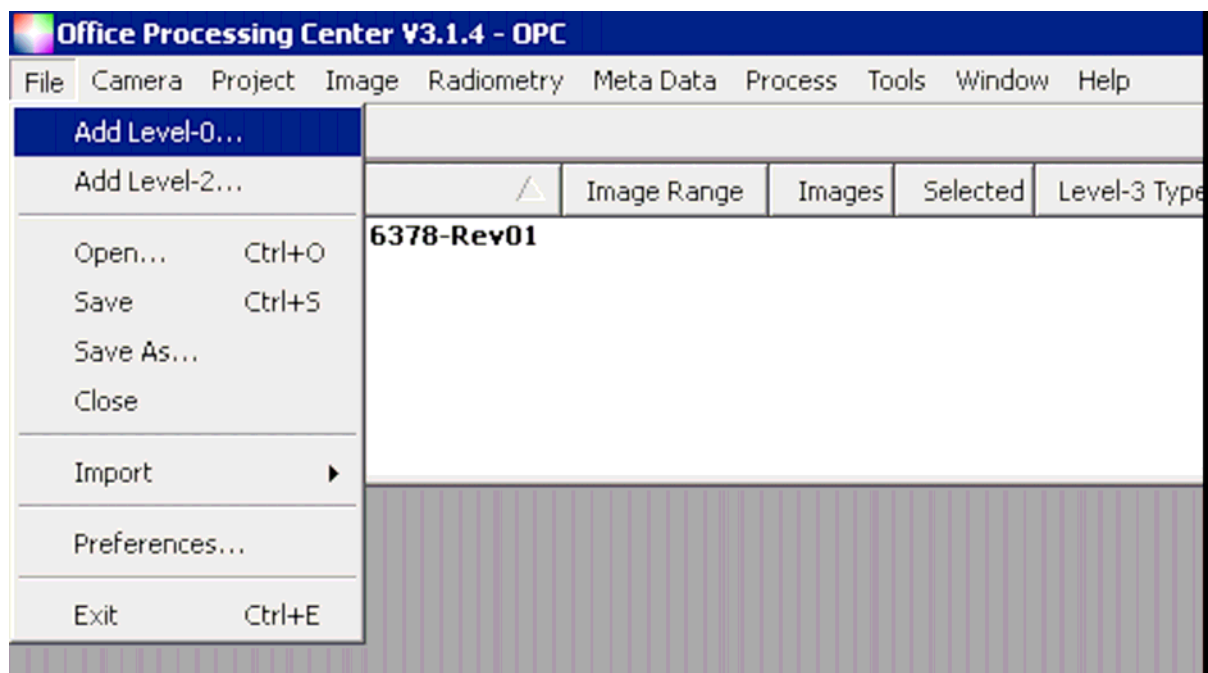 Office Processing Center V3.1.4 - OPC
File Camera Project Image Radiometry Meta Data Process Tools Window Help
Add Level-0...
Add Level-2...
Image Range Images Selected Level-3 Type
6378-Rev01
Open... Ctrl+O
Save Ctrl+S
Save As...
Close
Import
Preferences...
Exit Ctrl+E